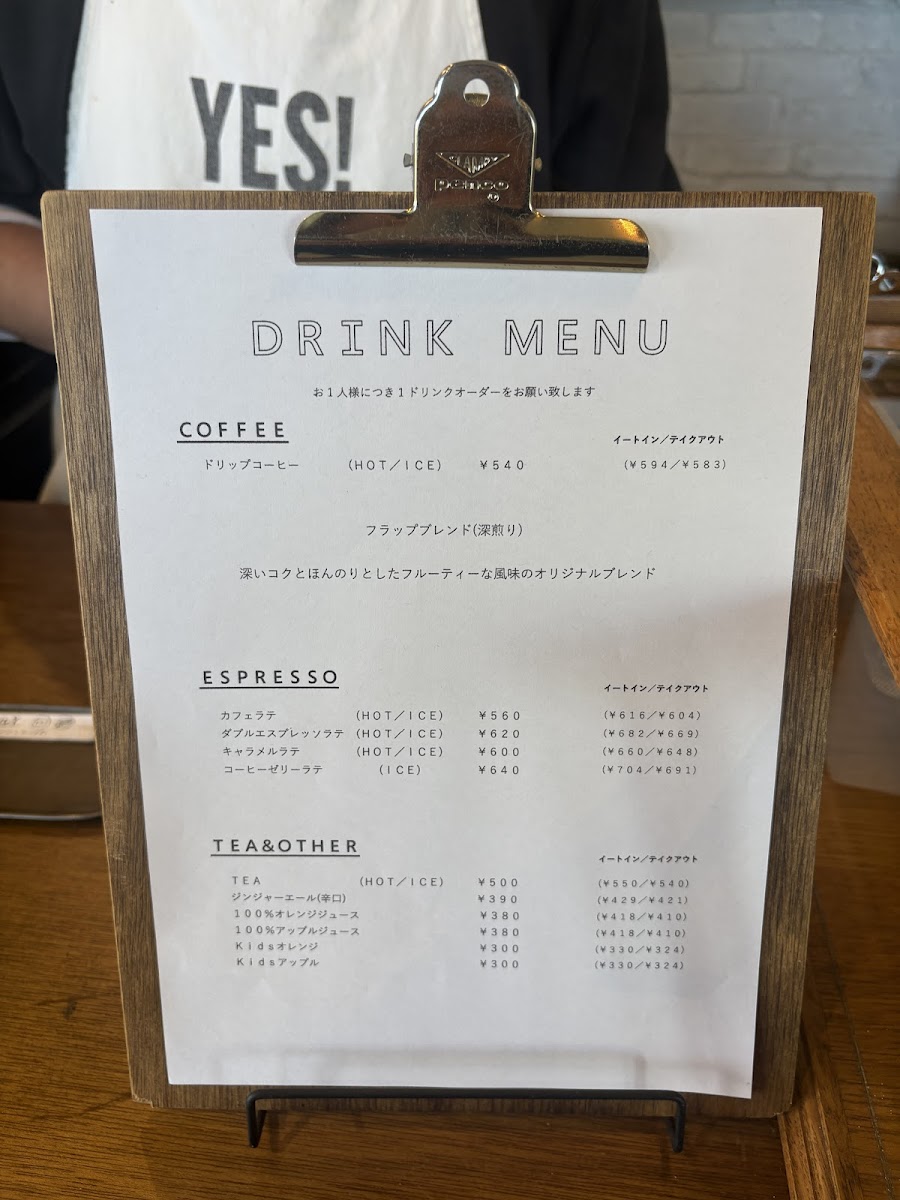 YES!
CLAMPY
penco
DRINK MENU
お1人様につき1ドリンクオーダーをお願い致します
COFFEE
イートイン／テイクアウト
ドリップコーヒー (HOT／ICE) ￥540 (￥594／￥583)
フラップブレンド(深煎り)
深いコクとほんのりとしたフルーティーな風味のオリジナルブレンド
ESPRESSO
イートイン／テイクアウト
カフェラテ (HOT／ICE) ￥560 (￥616／￥604)
ダブルエスプレッソラテ (HOT／ICE) ￥620 (￥682／￥669)
キャラメルラテ (HOT／ICE) ￥600 (￥660／￥648)
コーヒーゼリーラテ (ICE) ￥640 (￥704／￥691)
TEA&OTHER
イートイン／テイクアウト
TEA (HOT／ICE) ￥500 (￥550／￥540)
ジンジャーエール(辛口) ￥390 (￥429／￥421)
100%オレンジジュース ￥380 (￥418／￥410)
100%アップルジュース ￥380 (￥418／￥410)
Kidsオレンジ ￥300 (￥330／￥324)
Kidsアップル ￥300 (￥330／￥324)